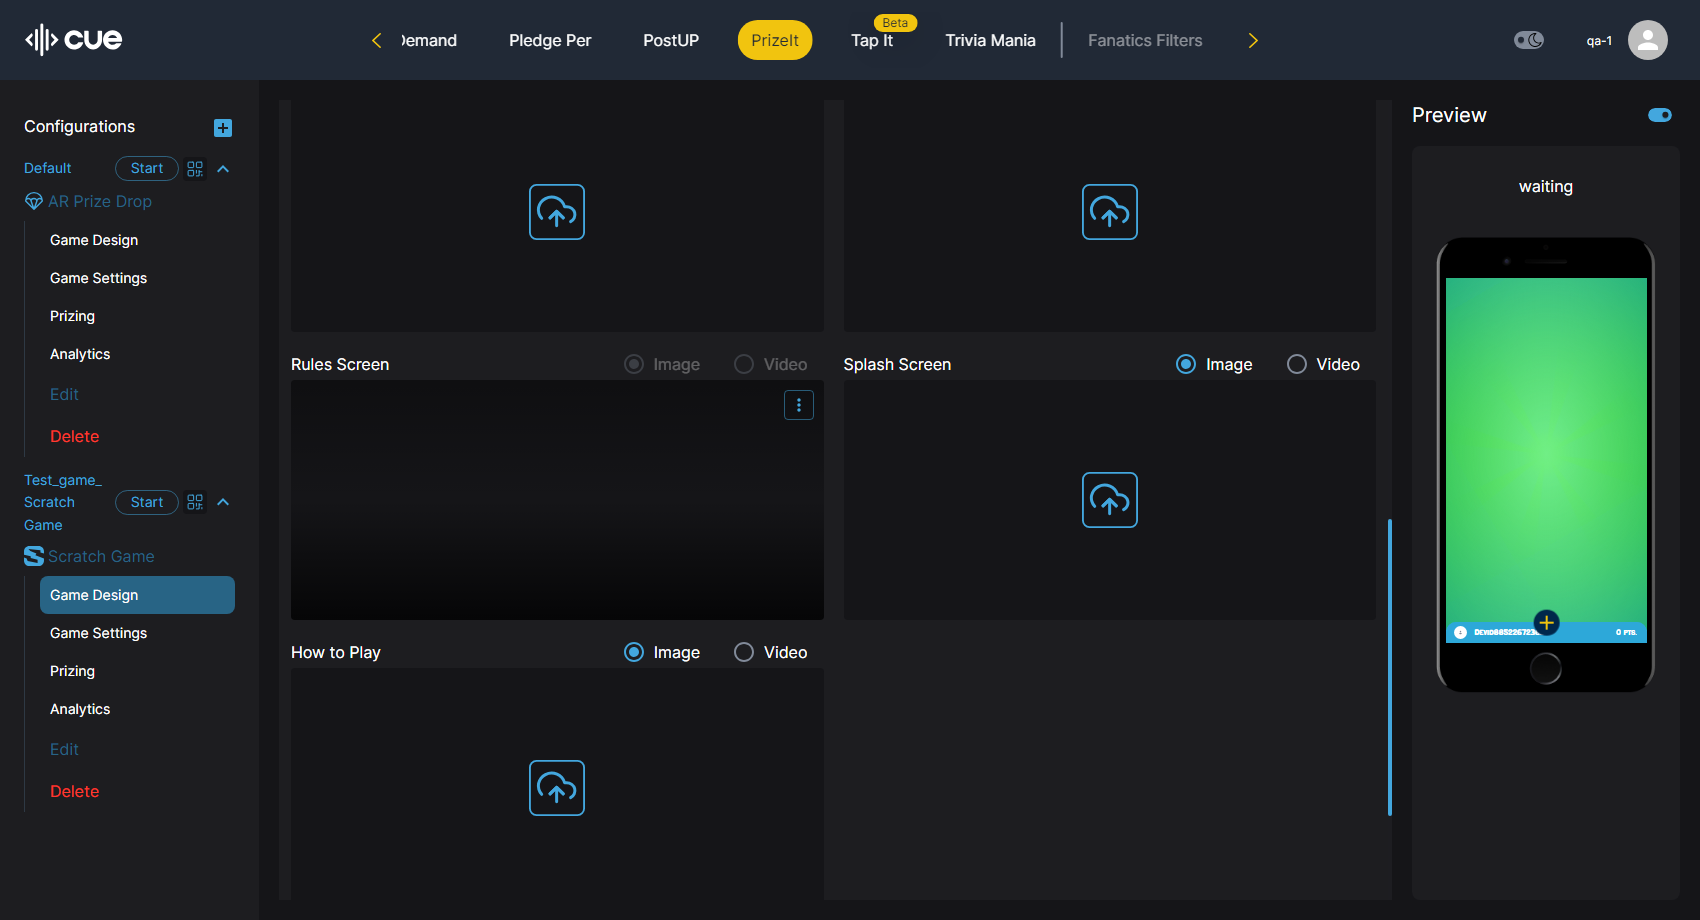 cue
Demand
Pledge Per
PostUP
PrizeIt
Beta
Tap It
Trivia Mania
Fanatics Filters
qa-1
Configurations
Default
Start
AR Prize Drop
Game Design
Game Settings
Prizing
Analytics
Edit
Delete
Test_game_
Scratch
Game
Start
Scratch Game
Game Design
Game Settings
Prizing
Analytics
Edit
Delete
Rules Screen
Image
Video
Splash Screen
Image
Video
How to Play
Image
Video
Preview
waiting
0 PTS.